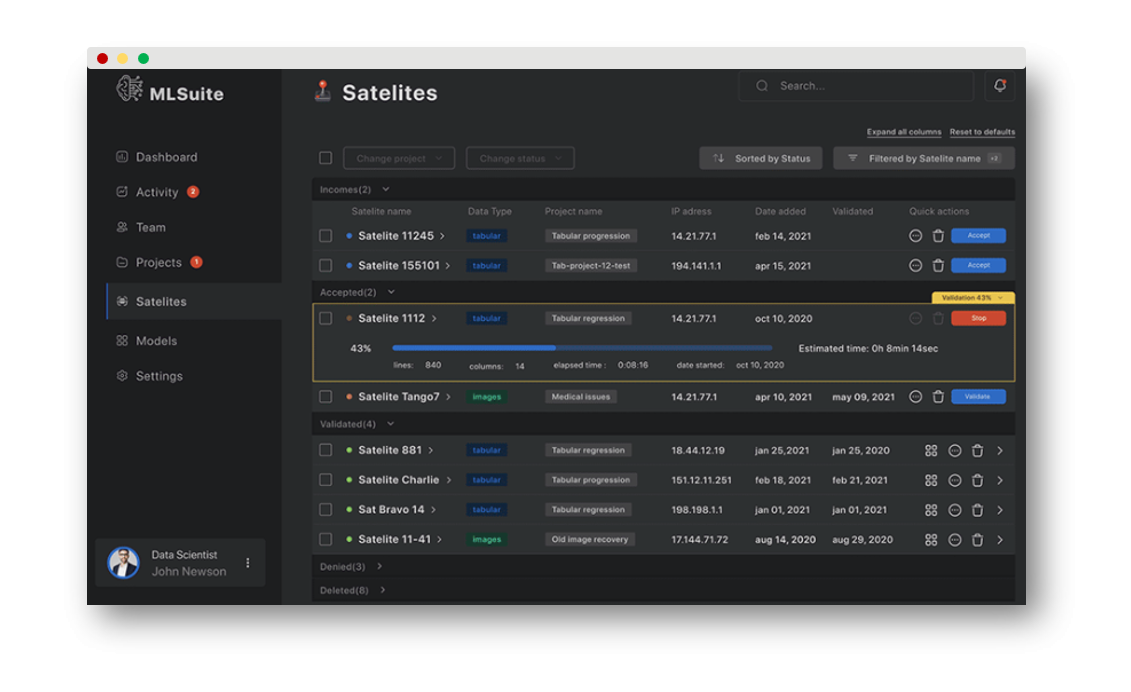 MLSuite
Satelites
Search...
Expand all columns Reset to defaults
Dashboard
Change project Change status Sorted by Status Filtered by Satelite name +3
Activity 2
Incomes(2)
Satelite name Data Type Project name IP adress Date added Validated Quick actions
Team
Satelite 11245 tabular Tabular progression 14.21.77.1 feb 14, 2021 Accept
Projects 1
Satelite 155101 tabular Tab-project-12-test 194.141.1.1 apr 15, 2021 Accept
Accepted(2)
Validation 43%
Satelites
Satelite 1112 tabular Tabular regression 14.21.77.1 oct 10, 2020 Stop
Models
43% Estimated time: 0h 8min 14sec
lines: 840 columns: 14 elapsed time : 0:08:16 date started: oct 10, 2020
Settings
Satelite Tango7 images Medical issues 14.21.77.1 apr 10, 2021 may 09, 2021 Validate
Validated(4)
Satelite 881 tabular Tabular regression 18.44.12.19 jan 25,2021 jan 25, 2020
Satelite Charlie tabular Tabular progression 151.12.11.251 feb 18, 2021 feb 21, 2021
Sat Bravo 14 tabular Tabular regression 198.198.1.1 jan 01, 2021 jan 01, 2021
Satelite 11-41 images Old image recovery 17.144.71.72 aug 14, 2020 aug 29, 2020
Data Scientist
John Newson
Denied(3)
Deleted(8)